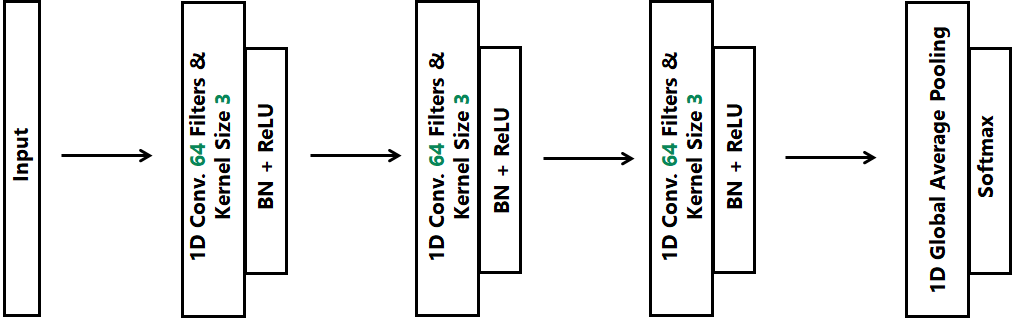 Input
1D Conv. 64 Filters &
Kernel Size 3
BN + ReLU
1D Conv. 64 Filters &
Kernel Size 3
BN + ReLU
1D Conv. 64 Filters &
Kernel Size 3
BN + ReLU
1D Global Average Pooling
Softmax